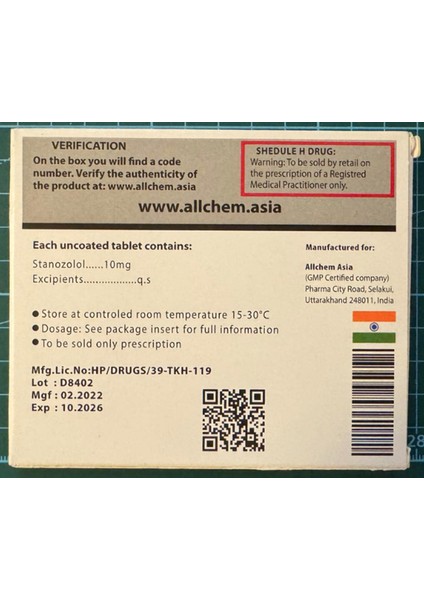 VERIFICATION
On the box you will find a code
number. Verify the authenticity of
the product at: www.allchem.asia
SHEDULE H DRUG:
Warning: To be sold by retail on
the prescription of a Registred
Medical Practitioner only.
www.allchem.asia
Each uncoated tablet contains:
Stanozolol......10mg
Excipients.................q.s
Manufactured for:
Allchem Asia
(GMP Certified company)
Pharma City Road, Selakui,
Uttarakhand 248011, India
● Store at controled room temperature 15-30°C
● Dosage: See package insert for full information
● To be sold only prescription
Mfg.Lic.No:HP/DRUGS/39-TKH-119
Lot : D8402
Mgf : 02.2022
Exp : 10.2026
28